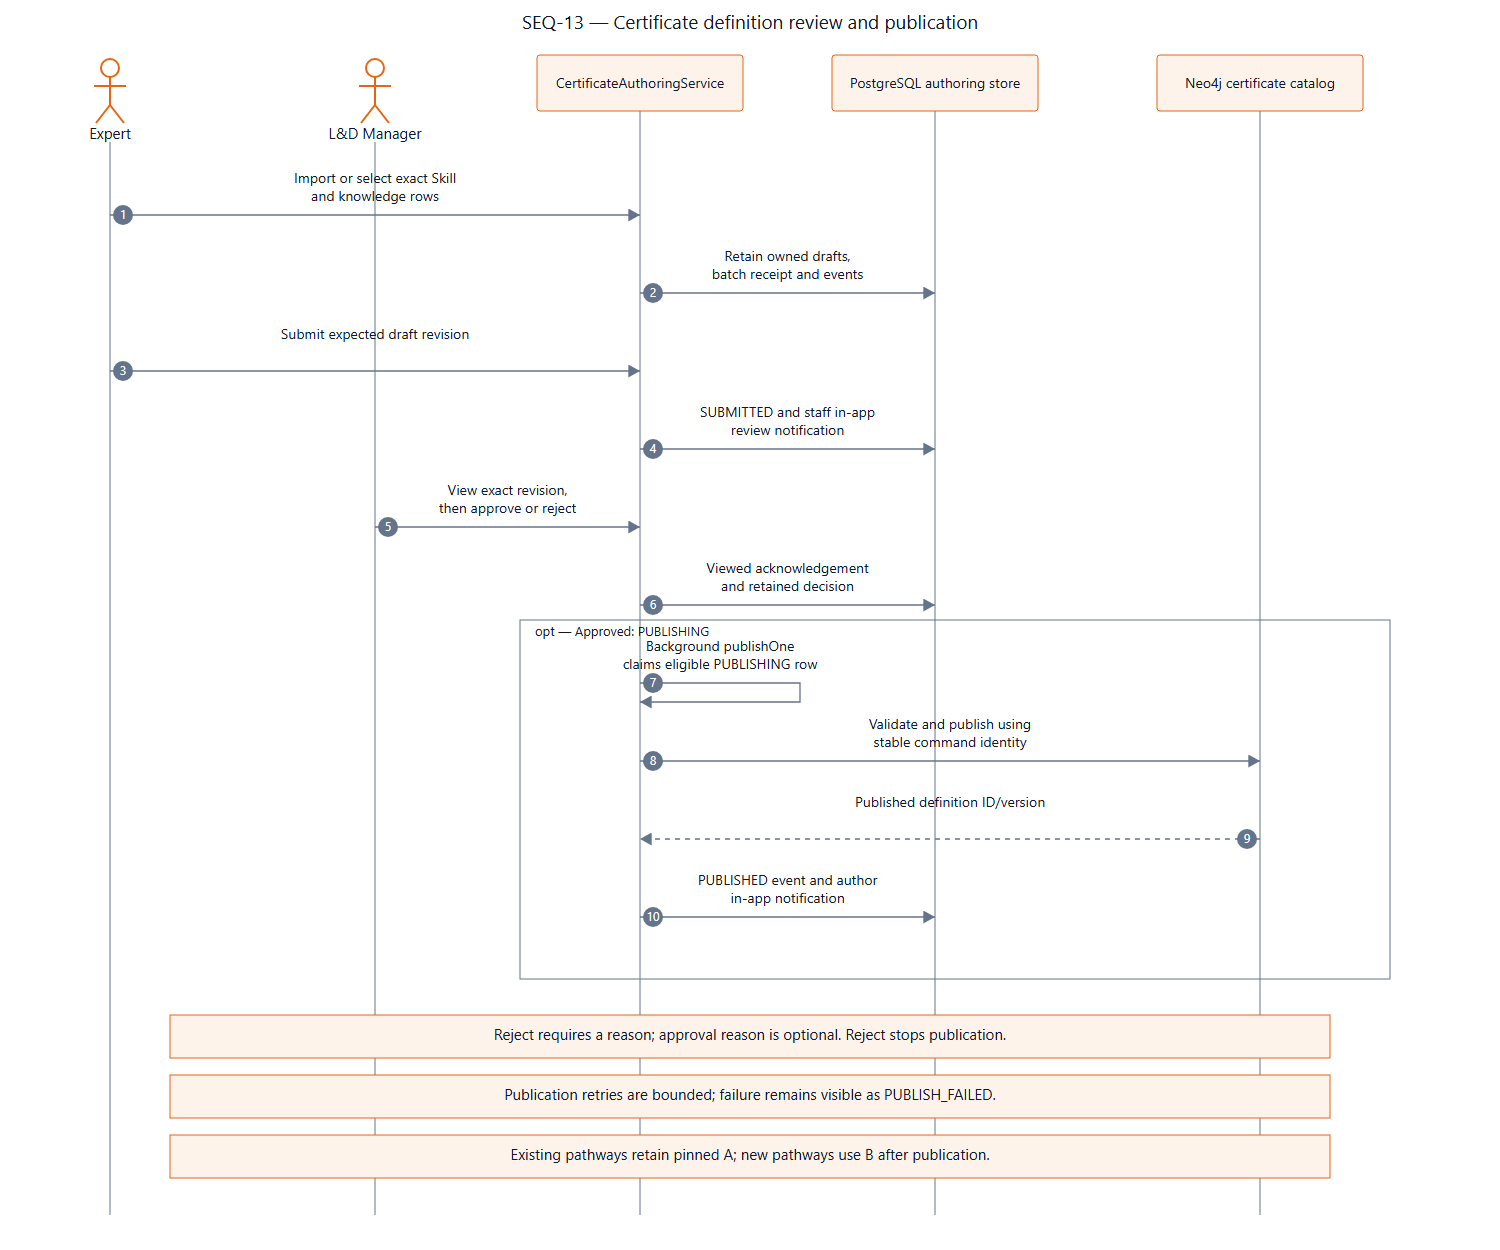 SEQ-13 — Certificate definition review and publication
Expert
L&D Manager
CertificateAuthoringService
PostgreSQL authoring store
Neo4j certificate catalog
Import or select exact Skill
and knowledge rows
1
Retain owned drafts,
batch receipt and events
2
Submit expected draft revision
3
SUBMITTED and staff in-app
review notification
4
View exact revision,
then approve or reject
5
Viewed acknowledgement
and retained decision
6
opt — Approved: PUBLISHING
Background publishOne
claims eligible PUBLISHING row
7
Validate and publish using
stable command identity
8
Published definition ID/version
9
PUBLISHED event and author
in-app notification
10
Reject requires a reason; approval reason is optional. Reject stops publication.
Publication retries are bounded; failure remains visible as PUBLISH_FAILED.
Existing pathways retain pinned A; new pathways use B after publication.